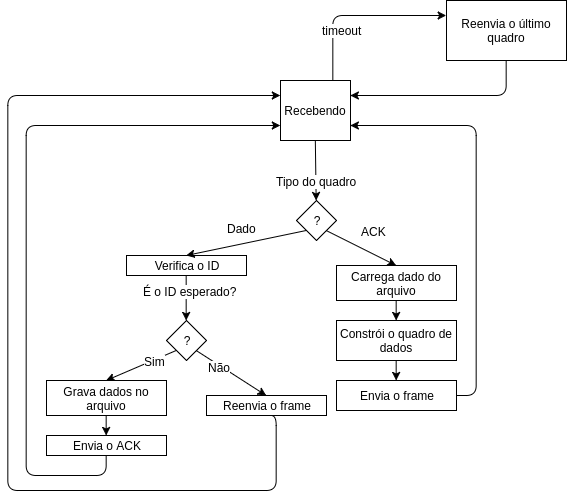 Reenvia o último
quadro
timeout
Recebendo
Tipo do quadro
?
Dado
ACK
Verifica o ID
É o ID esperado?
?
Sim
Não
Grava dados no
arquivo
Envia o ACK
Reenvia o frame
Carrega dado do
arquivo
Constrói o quadro de
dados
Envia o frame